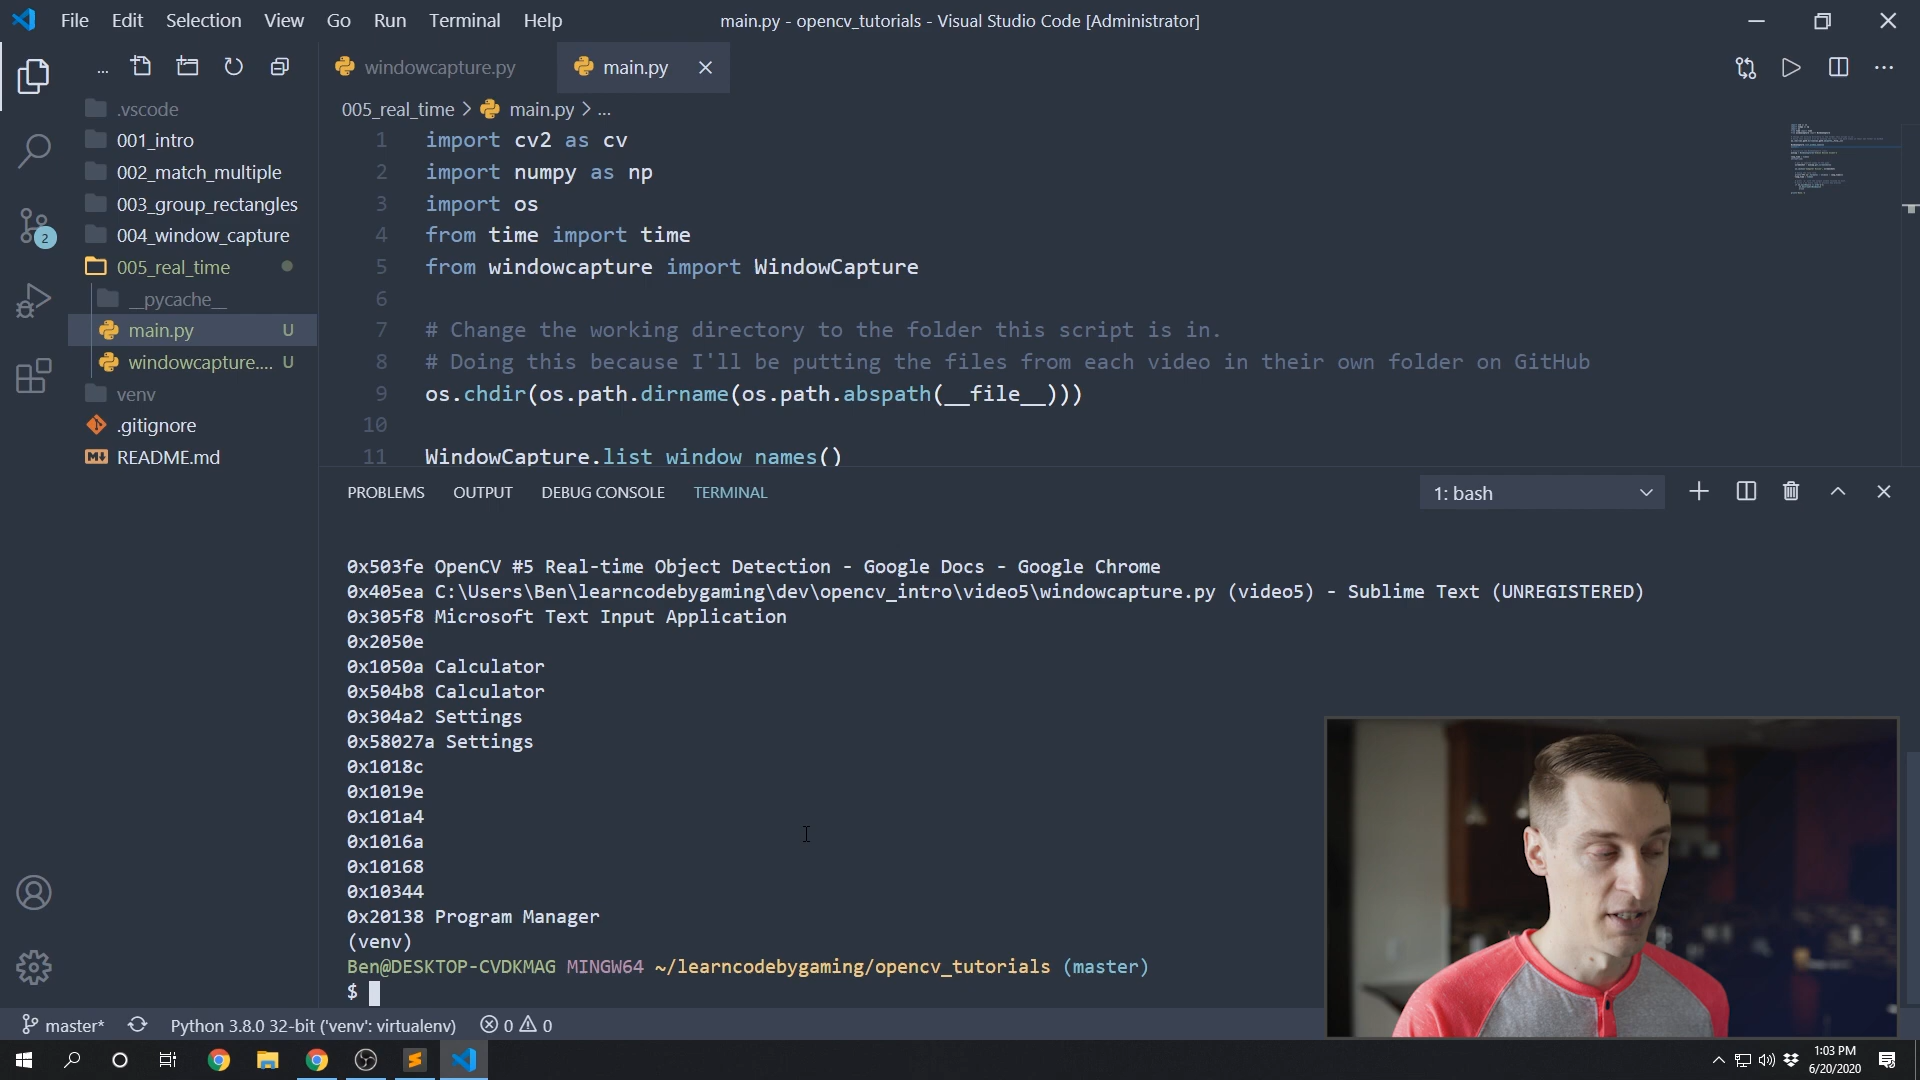 File Edit Selection View Go Run Terminal Help
main.py - opencv_tutorials - Visual Studio Code [Administrator]
...
windowcapture.py
main.py
005_real_time > main.py > ...
.vscode
001_intro
002_match_multiple
003_group_rectangles
004_window_capture
005_real_time
__pycache__
main.py U
windowcapture.... U
venv
.gitignore
README.md
2
1 import cv2 as cv
2 import numpy as np
3 import os
4 from time import time
5 from windowcapture import WindowCapture
6
7 # Change the working directory to the folder this script is in.
8 # Doing this because I'll be putting the files from each video in their own folder on GitHub
9 os.chdir(os.path.dirname(os.path.abspath(__file__)))
10
11 WindowCapture.list_window_names()
PROBLEMS OUTPUT DEBUG CONSOLE TERMINAL
1: bash
0x503fe OpenCV #5 Real-time Object Detection - Google Docs - Google Chrome
0x405ea C:\Users\Ben\learncodebygaming\dev\opencv_intro\video5\windowcapture.py (video5) - Sublime Text (UNREGISTERED)
0x305f8 Microsoft Text Input Application
0x2050e
0x1050a Calculator
0x504b8 Calculator
0x304a2 Settings
0x58027a Settings
0x1018c
0x1019e
0x101a4
0x1016a
0x10168
0x10344
0x20138 Program Manager
(venv)
Ben@DESKTOP-CVDKMAG MINGW64 ~/learncodebygaming/opencv_tutorials (master)
$
master* Python 3.8.0 32-bit ('venv': virtualenv) 0 0
1:03 PM
6/20/2020